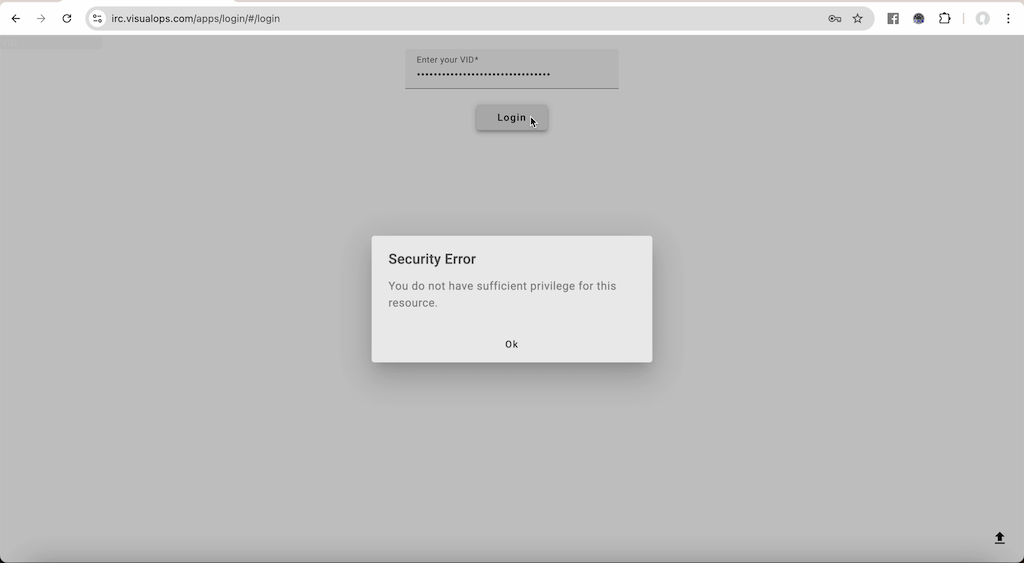 irc.visualops.com/apps/login/#/login
Enter your VID*
••••••••••••••••••••••••••••••••
Login
Security Error
You do not have sufficient privilege for this
resource.
Ok